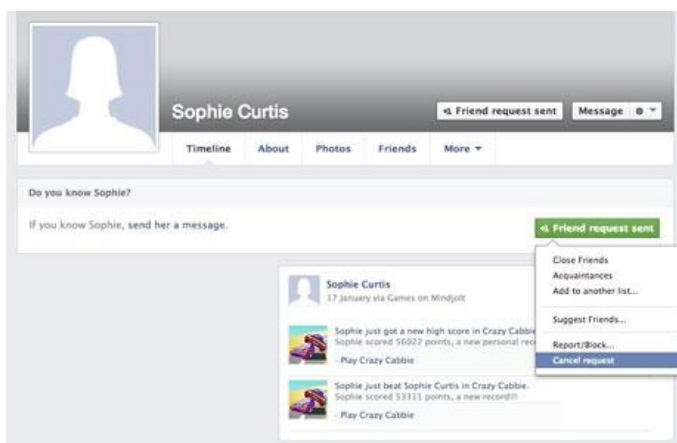 Sophie Curtis
Friend request sent
Message
Timeline About Photos Friends More
Do you know Sophie?
If you know Sophie, send her a message.
Friend request sent
Close Friends
Acquaintances
Add to another list...
Suggest Friends...
Report/Block...
Cancel request
Sophie Curtis
17 January via Games on Mindjolt
Sophie just got a new high score in Crazy Cabbie
Sophie scored 56022 points, a new personal
- Play Crazy Cabbie
Sophie just beat Sophie Curtis in Crazy Cabbie.
Sophie scored 53311 points, a new record!!!
- Play Crazy Cabbie